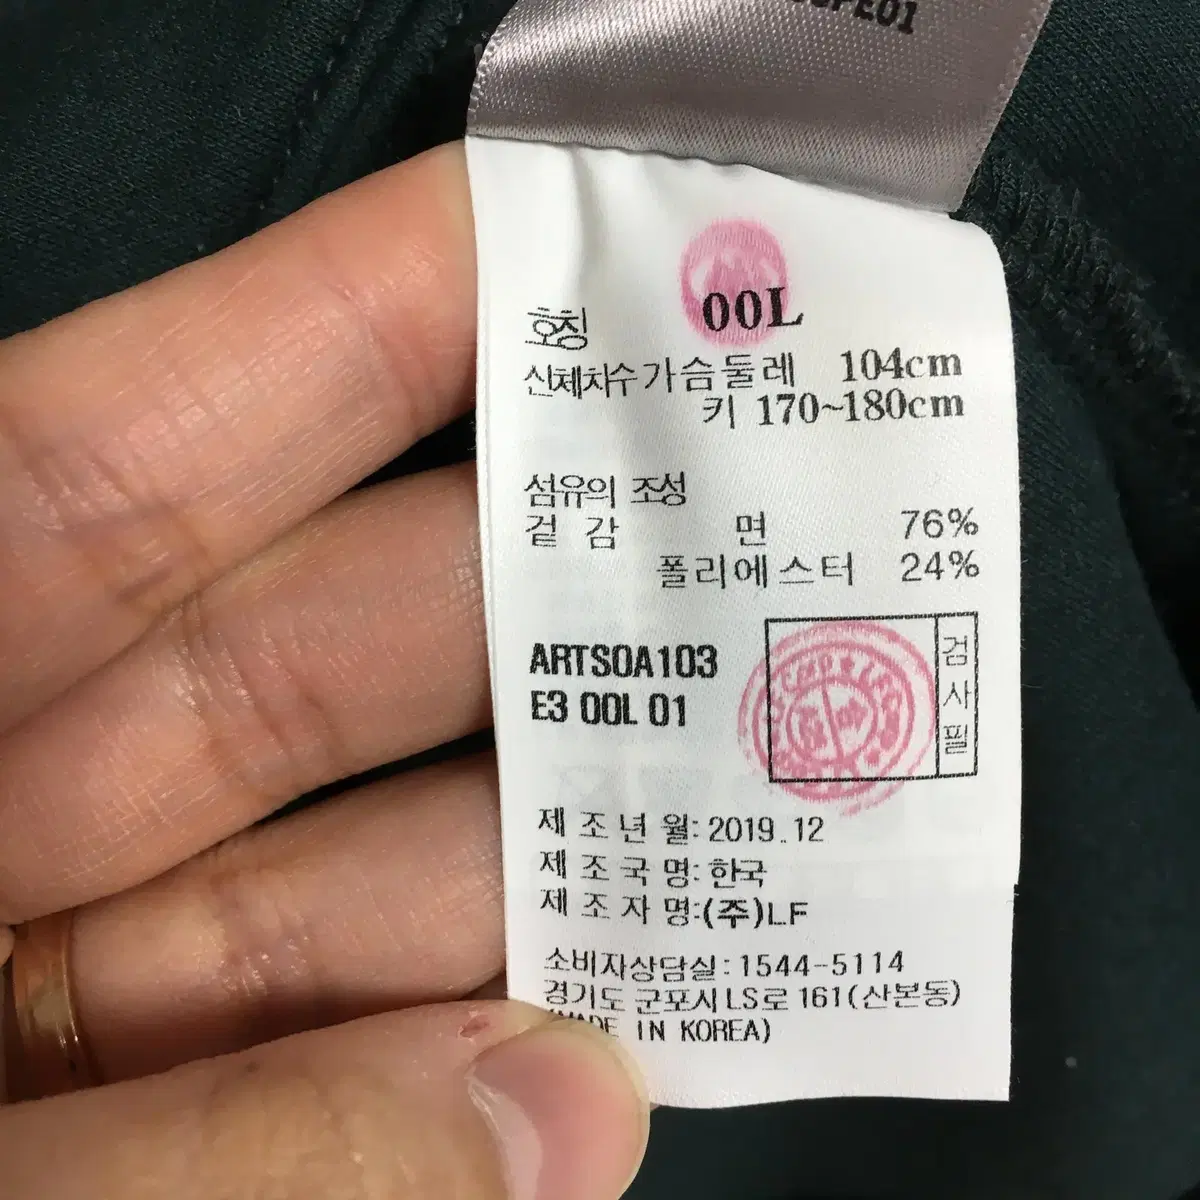 호칭 00L
신체치수 가슴둘레 104cm
키 170~180cm
섬유의 조성
겉 감 면 76%
폴리에스터 24%
ARTS0A103
E3 00L 01
검사필
제 조 년 월: 2019. 12
제 조 국 명: 한국
제 조 자 명:(주)LF
소비자상담실:1544-5114
경기도 군포시 LS로 161(산본동)
(MADE IN KOREA)